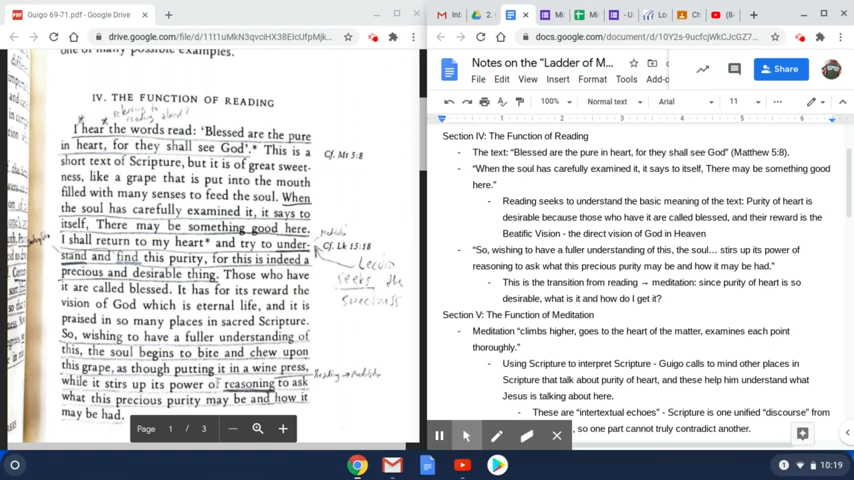 Guigo 69-71.pdf - Google Drive
drive.google.com/file/d/11t1uMkN3qvciHX38EIcUfpMjk...
one of many possible examples.
IV. THE FUNCTION OF READING
referring to
reading aloud?
I hear the words read: 'Blessed are the pure
in heart, for they shall see God'.* This is a
short text of Scripture, but it is of great sweet-
ness, like a grape that is put into the mouth
filled with many senses to feed the soul. When
the soul has carefully examined it, it says to
itself, There may be something good here.
I shall return to my heart* and try to under-
stand and find this purity, for this is indeed a
precious and desirable thing. Those who have
it are called blessed. It has for its reward the
vision of God which is eternal life, and it is
praised in so many places in sacred Scripture.
So, wishing to have a fuller understanding of
this, the soul begins to bite and chew upon
this grape, as though putting it in a wine press,
while it stirs up its power of reasoning to ask
what this precious purity may be and how it
may be had.
Cf. Mt 5:8
Cf. Lk 15:18
Lectio
seeks the
sweetness
Page 1 / 3
2.
Mi
Mi
- U
Lo
Ch
(8-
docs.google.com/document/d/10Y2s-9ucfcjWkCJcGZ7...
Notes on the "Ladder of M...
File Edit View Insert Format Tools Add-o
Share
100% Normal text Arial 11
Section IV: The Function of Reading
- The text: "Blessed are the pure in heart, for they shall see God" (Matthew 5:8).
- "When the soul has carefully examined it, it says to itself, There may be something good
here."
- Reading seeks to understand the basic meaning of the text: Purity of heart is
desirable because those who have it are called blessed, and their reward is the
Beatific Vision - the direct vision of God in Heaven
- "So, wishing to have a fuller understanding of this, the soul... stirs up its power of
reasoning to ask what this precious purity may be and how it may be had."
- This is the transition from reading → meditation: since purity of heart is so
desirable, what is it and how do I get it?
Section V: The Function of Meditation
- Meditation "climbs higher, goes to the heart of the matter, examines each point
thoroughly."
- Using Scripture to interpret Scripture - Guigo calls to mind other places in
Scripture that talk about purity of heart, and these help him understand what
Jesus is talking about here.
- These are "intertextual echoes" - Scripture is one unified "discourse" from
, so one part cannot truly contradict another.
1 10:19